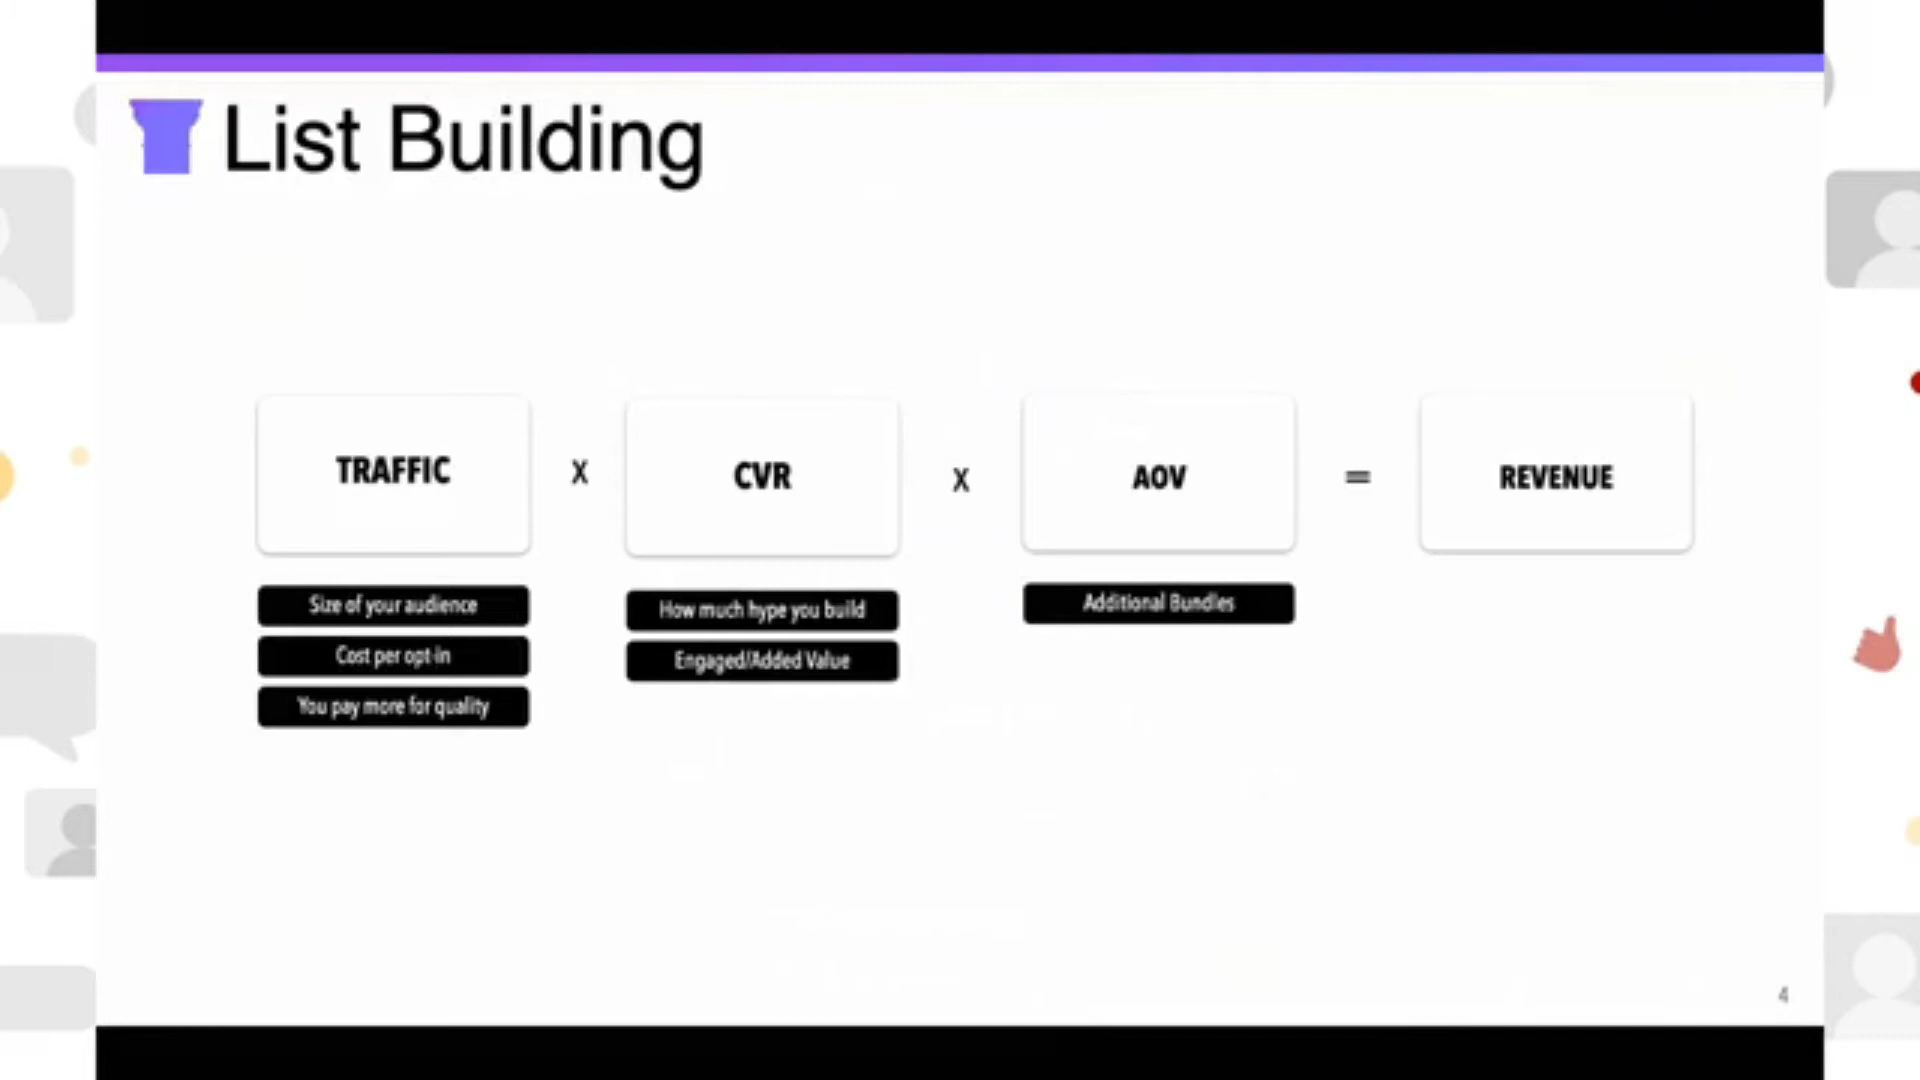 List Building
TRAFFIC X CVR X AOV = REVENUE
Size of your audience
Cost per opt-in
You pay more for quality
How much hype you build
Engaged/Added Value
Additional Bundles
4